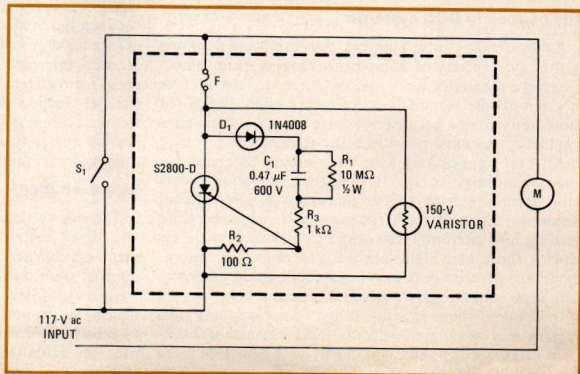 F
D1
1N4008
C1
0.47 µF
600 V
R1
10 MΩ
½ W
S1
S2800-D
R3
1 kΩ
R2
100 Ω
150-V
VARISTOR
M
117-V ac
INPUT